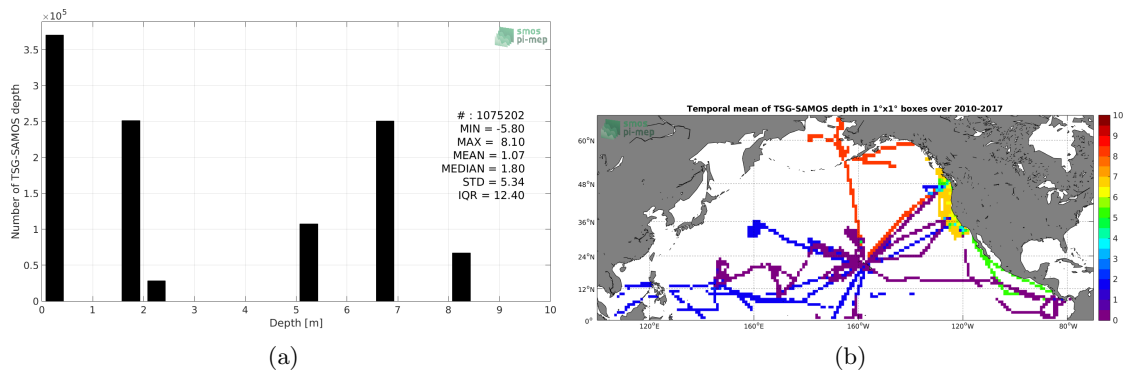 ×10^5
smos
pi-mep
3.5
3
2.5
2
1.5
1
0.5
0
Number of TSG-SAMOS depth
# : 1075202
MIN = -5.80
MAX = 8.10
MEAN = 1.07
MEDIAN = 1.80
STD = 5.34
IQR = 12.40
0 1 2 3 4 5 6 7 8 9 10
Depth [m]
(a)
Temporal mean of TSG-SAMOS depth in 1°x1° boxes over 2010-2017
smos
pi-mep
60°N
48°N
36°N
24°N
12°N
0°
120°E 160°E 160°W 120°W 80°W
10
9
8
7
6
5
4
3
2
1
0
(b)